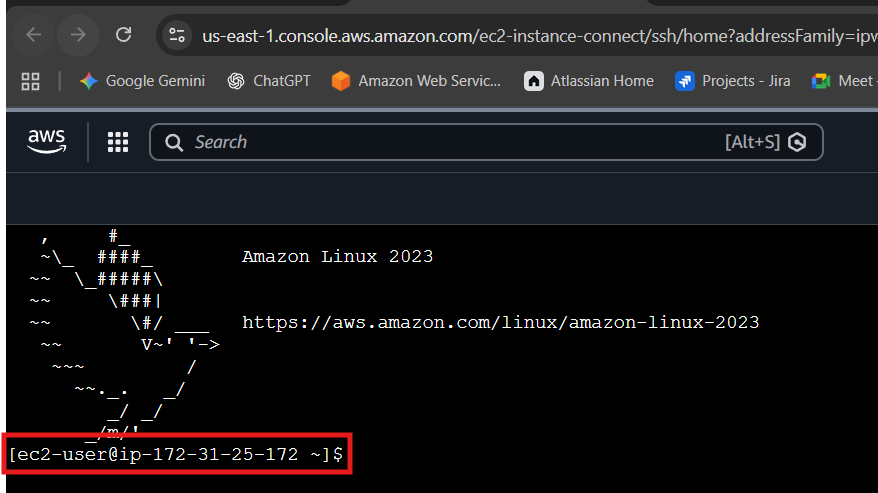 us-east-1.console.aws.amazon.com/ec2-instance-connect/ssh/home?addressFamily=ipv
Google Gemini ChatGPT Amazon Web Servic... Atlassian Home Projects - Jira Meet -
aws Search [Alt+S]
   ,     #_
   ~\_  ####_        Amazon Linux 2023
  ~~  \_#####\
  ~~     \###|
  ~~       \#/ ___   https://aws.amazon.com/linux/amazon-linux-2023
   ~~       V~' '->
    ~~~         /
      ~~._.   _/
         _/ _/
       _/m/'
[ec2-user@ip-172-31-25-172 ~]$